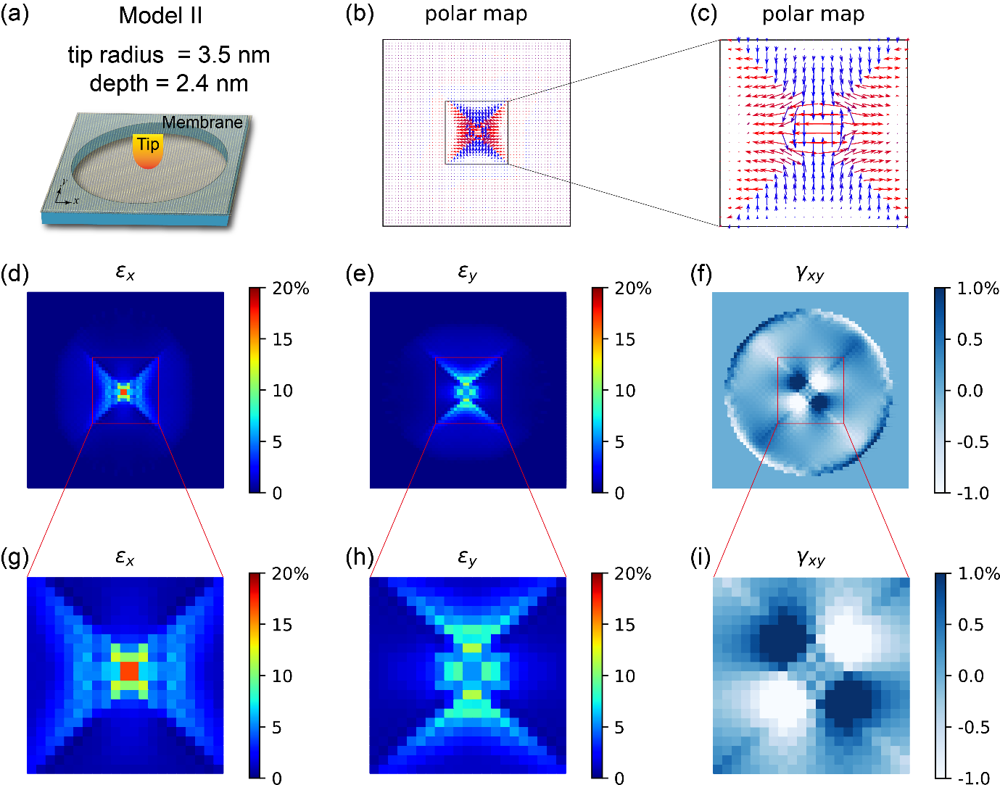 (a)
Model II
tip radius = 3.5 nm
depth = 2.4 nm
Membrane
Tip
y
x
(b)
polar map
(c)
polar map
(d)
εx
20%
15
10
5
0
(e)
εy
20%
15
10
5
0
(f)
γxy
1.0%
0.5
0.0
-0.5
-1.0
(g)
εx
20%
15
10
5
0
(h)
εy
20%
15
10
5
0
(i)
γxy
1.0%
0.5
0.0
-0.5
-1.0